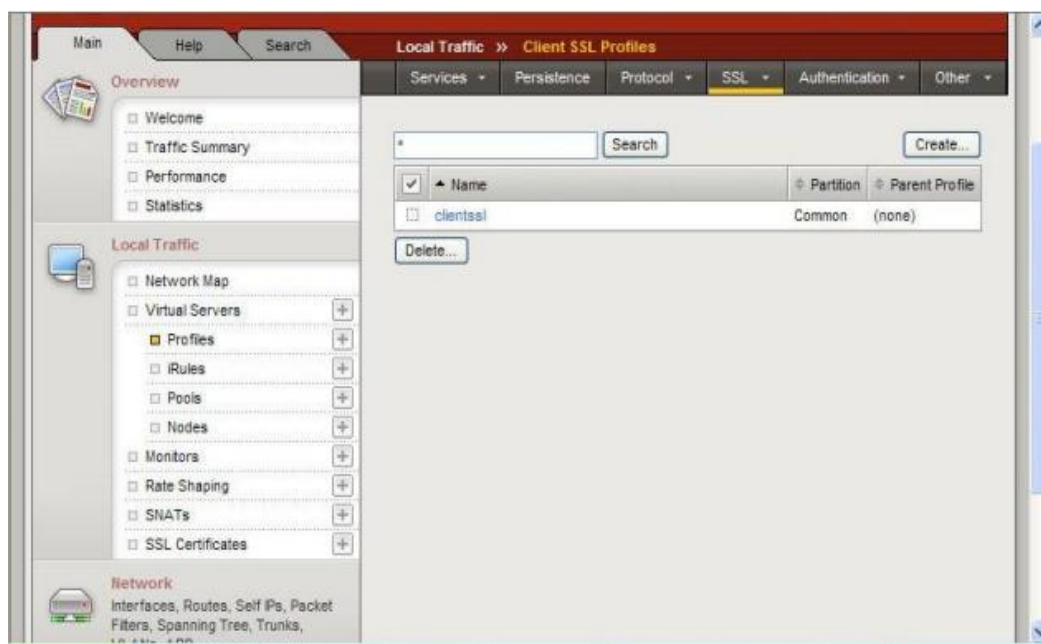 Main
Help
Search
Local Traffic » Client SSL Profiles
Services
Persistence
Protocol
SSL
Authentication
Other
Overview
Welcome
Traffic Summary
Performance
Statistics
* Search Create...
Name Partition Parent Profile
clientssl Common (none)
Delete...
Local Traffic
Network Map
Virtual Servers
Profiles
iRules
Pools
Nodes
Monitors
Rate Shaping
SNATs
SSL Certificates
Network
Interfaces, Routes, Self IPs, Packet
Filters, Spanning Tree, Trunks,